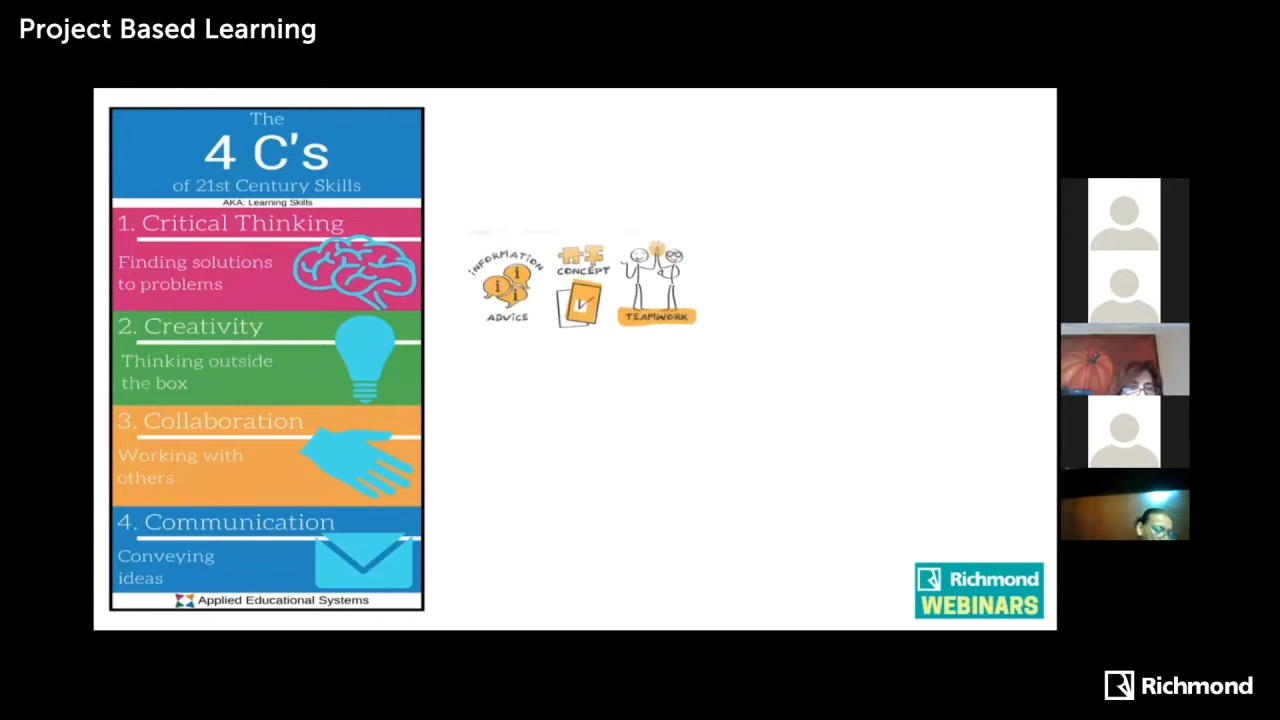 Project Based Learning
The
4 C's
of 21st Century Skills
AKA: Learning Skills
1. Critical Thinking
Finding solutions
to problems
2. Creativity
Thinking outside
the box
3. Collaboration
Working with
others
4. Communication
Conveying
ideas
Applied Educational Systems
INFORMATION
i
i
i
ADVICE
CONCEPT
TEAMWORK
Richmond
WEBINARS
Richmond